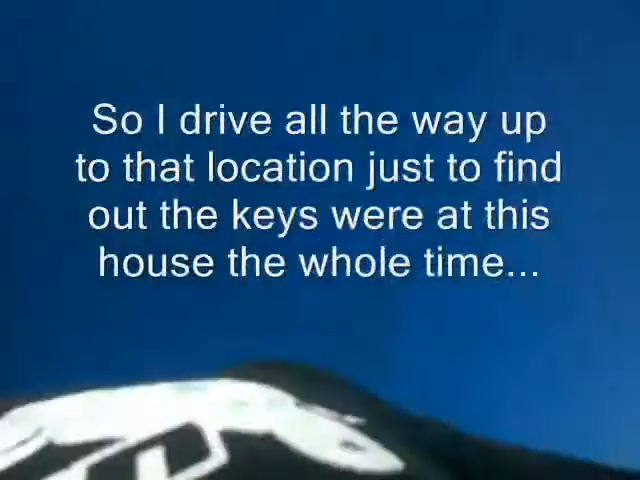 So I drive all the way up
to that location just to find
out the keys were at this
house the whole time...